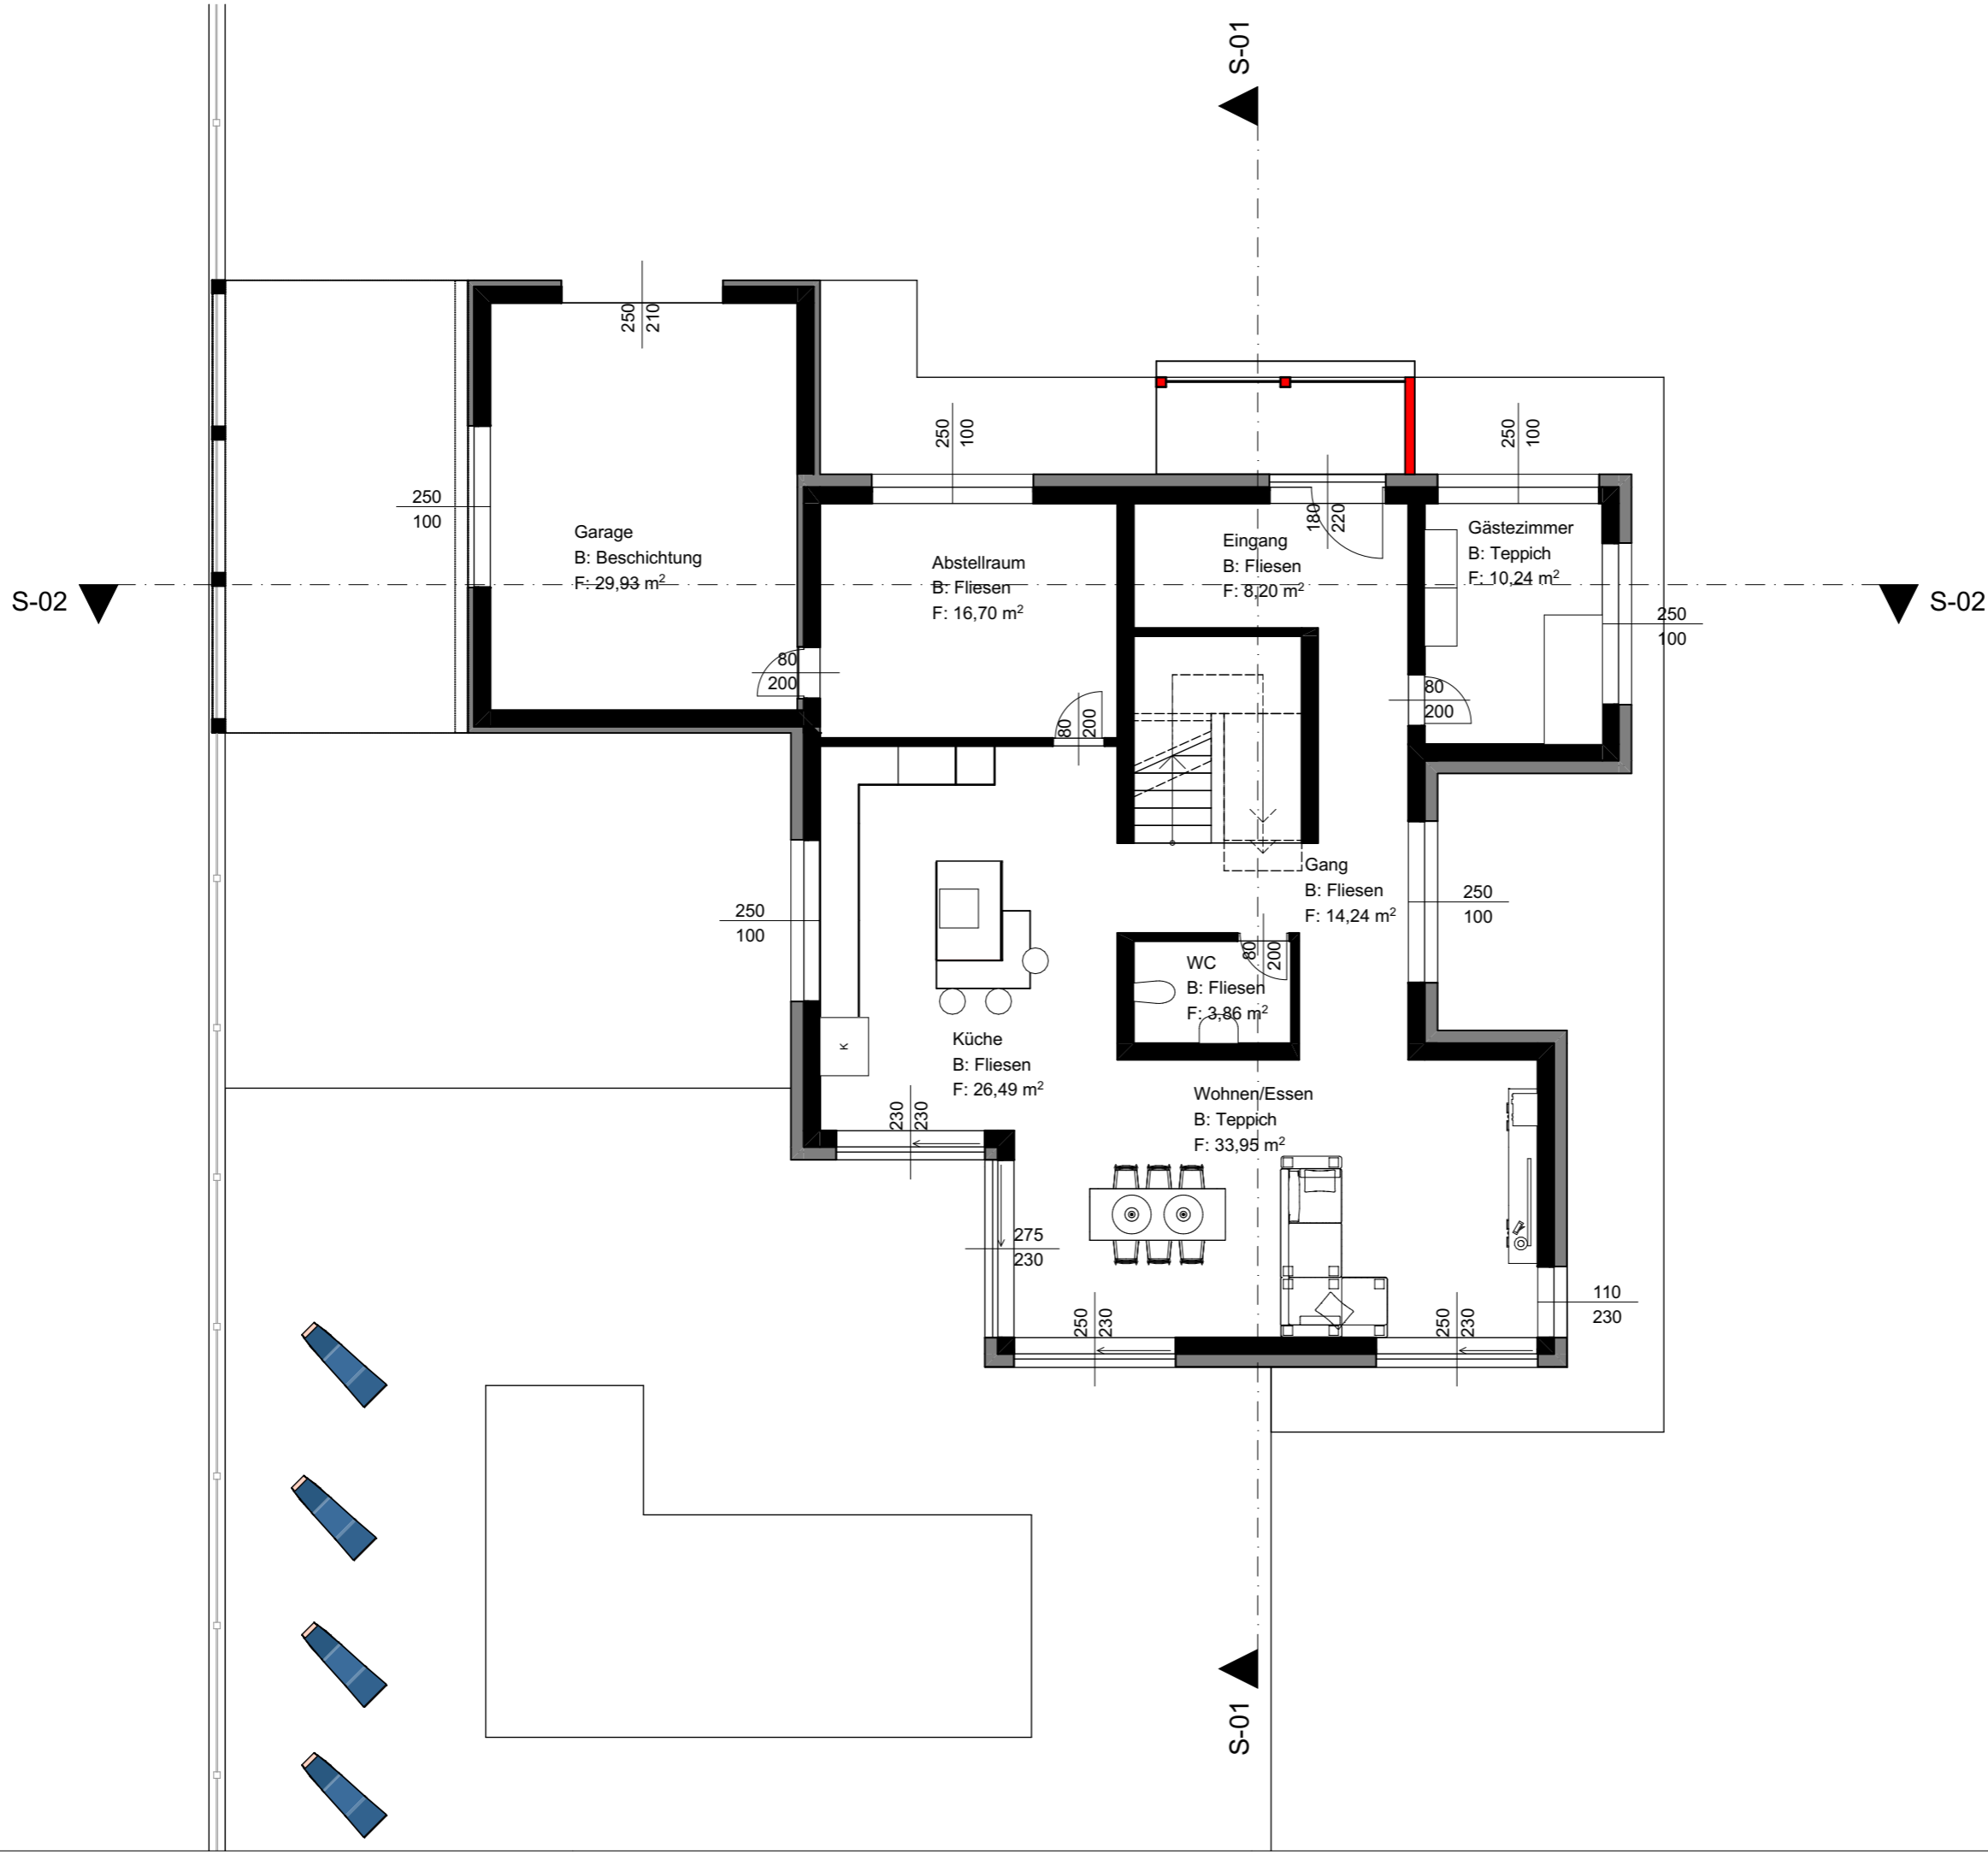 S-01
250
210
250
100
250
100
180
220
250
100
Garage
B: Beschichtung
F: 29,93 m²
Abstellraum
B: Fliesen
F: 16,70 m²
Eingang
B: Fliesen
F: 8,20 m²
Gästezimmer
B: Teppich
F: 10,24 m²
S-02
S-02
250
100
80
200
80
200
80
200
250
100
Gang
B: Fliesen
F: 14,24 m²
250
100
80
200
WC
B: Fliesen
F: 3,86 m²
K
Küche
B: Fliesen
F: 26,49 m²
Wohnen/Essen
B: Teppich
F: 33,95 m²
230
230
275
230
250
230
250
230
110
230
S-01